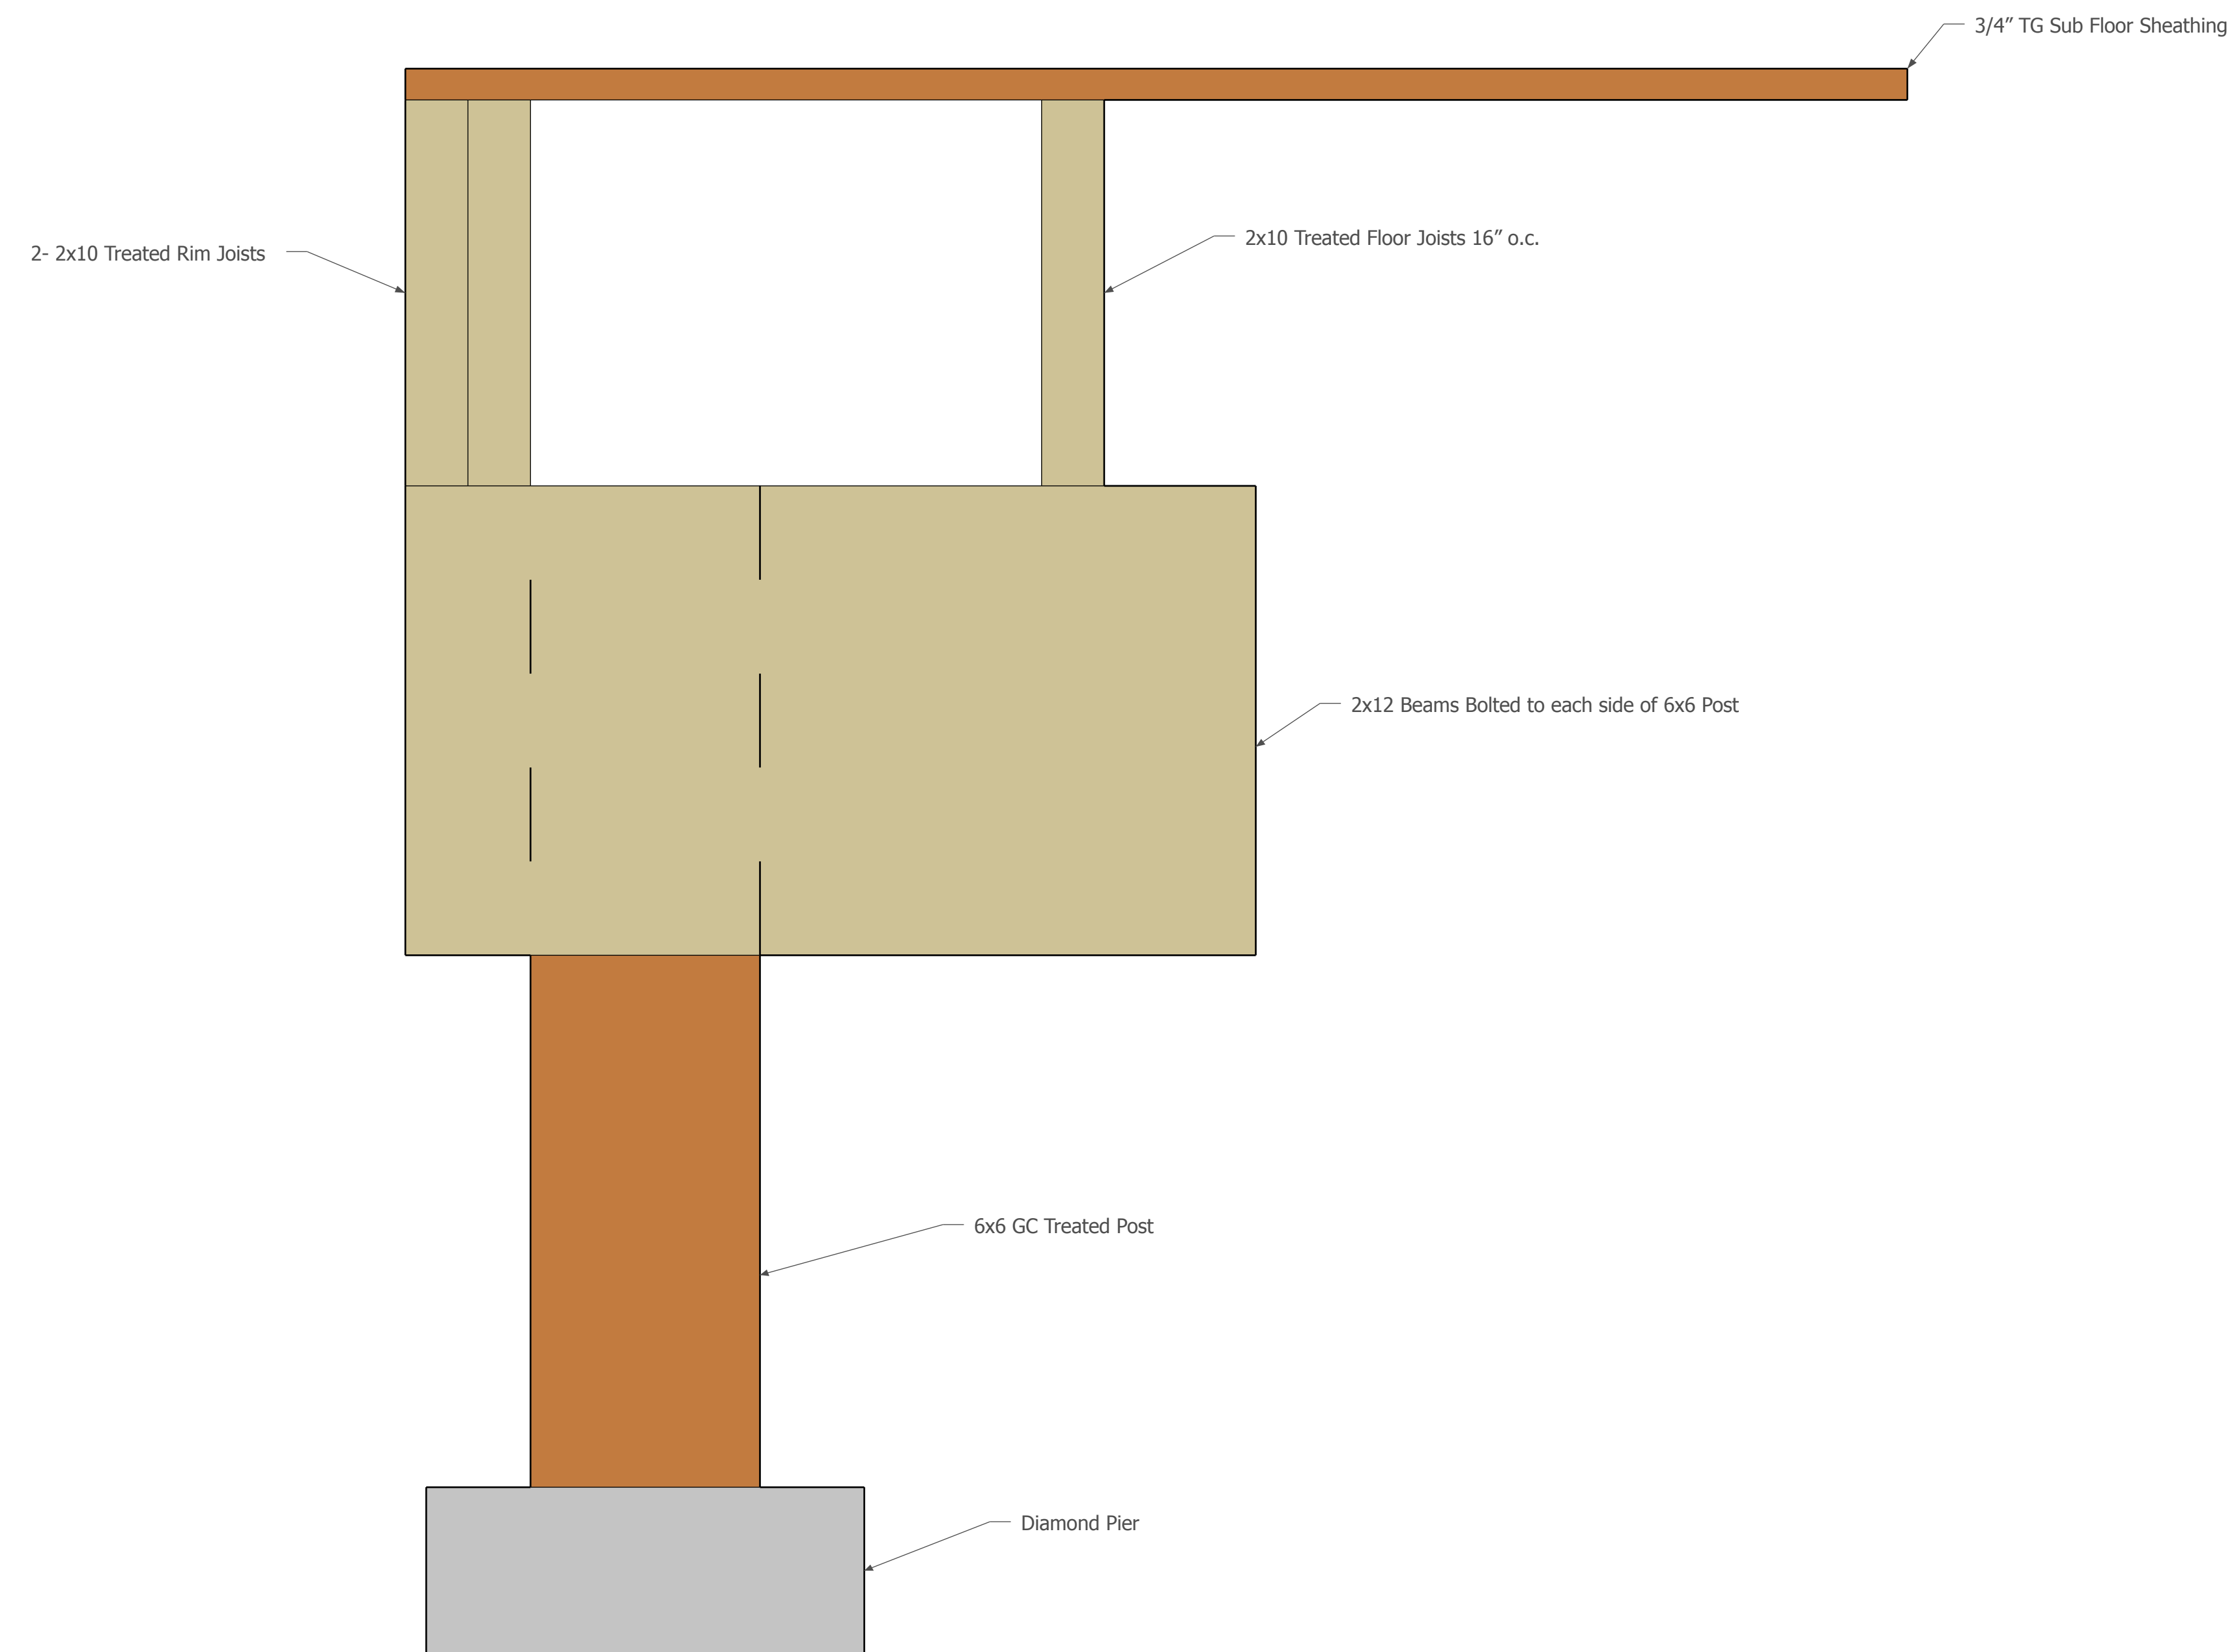 3/4” TG Sub Floor Sheathing
2- 2x10 Treated Rim Joists
2x10 Treated Floor Joists 16” o.c.
2x12 Beams Bolted to each side of 6x6 Post
6x6 GC Treated Post
Diamond Pier